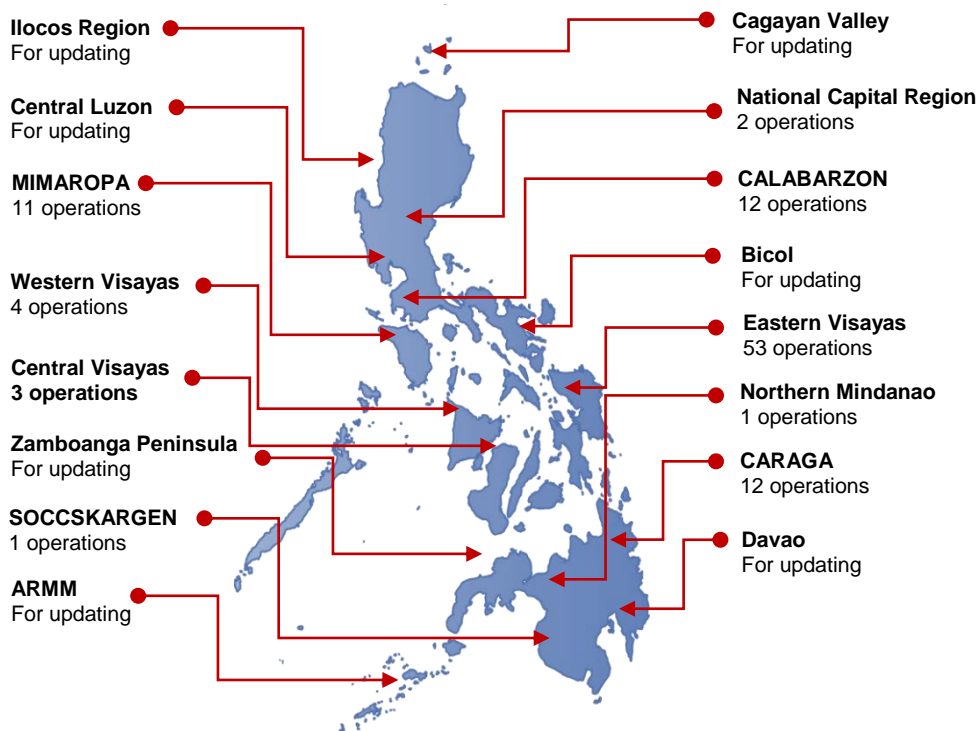 Ilocos Region
For updating
Central Luzon
For updating
MIMAROPA
11 operations
Western Visayas
4 operations
Central Visayas
3 operations
Zamboanga Peninsula
For updating
SOCCSKARGEN
1 operations
ARMM
For updating
Cagayan Valley
For updating
National Capital Region
2 operations
CALABARZON
12 operations
Bicol
For updating
Eastern Visayas
53 operations
Northern Mindanao
1 operations
CARAGA
12 operations
Davao
For updating